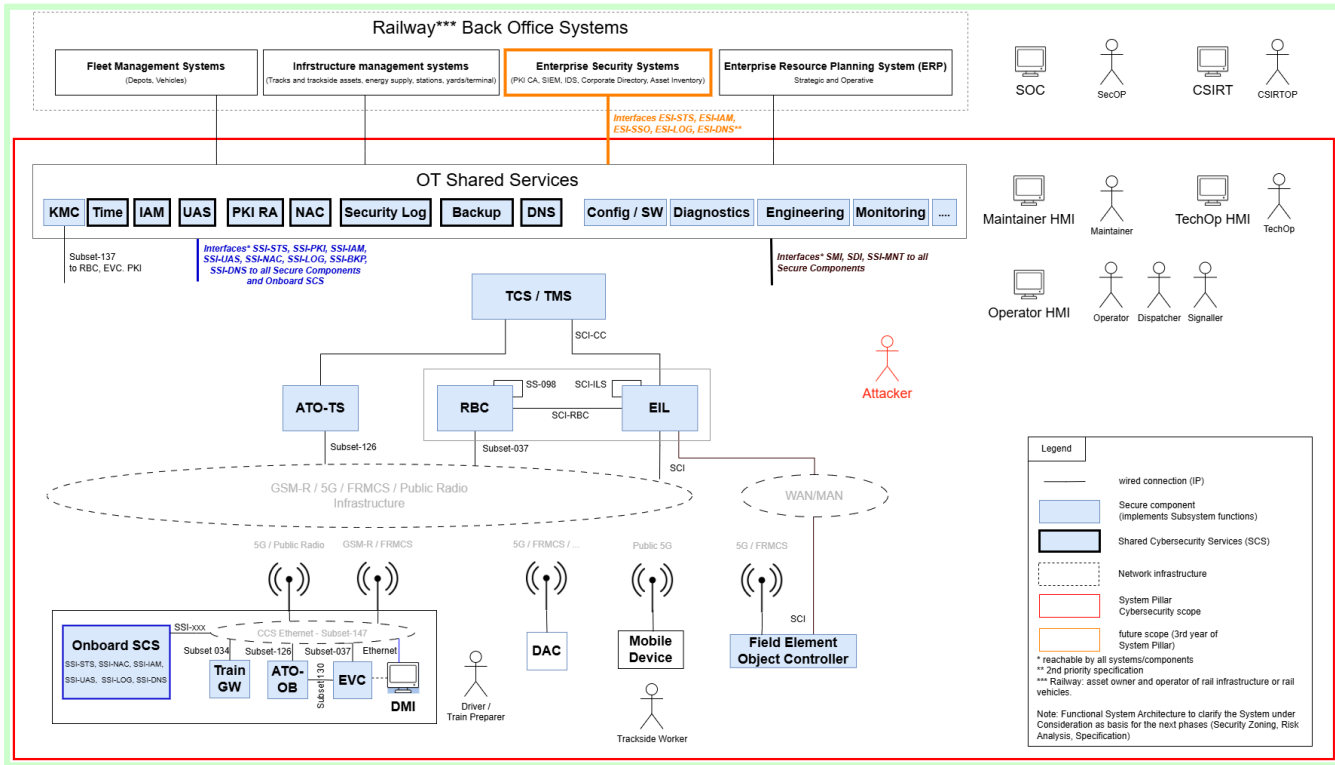 Railway*** Back Office Systems
Fleet Management Systems
(Depots, Vehicles)
Infrstructure management systems
(Tracks and trackside assets, energy supply, stations, yards/terminal)
Enterprise Security Systems
(PKI CA, SIEM, IDS, Corporate Directory, Asset Inventory)
Enterprise Resource Planning System (ERP)
Strategic and Operative
SOC
SecOP
CSIRT
CSIRTOP
Interfaces ESI-STS, ESI-IAM,
ESI-SSO, ESI-LOG, ESI-DNS**
OT Shared Services
KMC
Time
IAM
UAS
PKI RA
NAC
Security Log
Backup
DNS
Config / SW
Diagnostics
Engineering
Monitoring
....
Maintainer HMI
Maintainer
TechOp HMI
TechOp
Subset-137
to RBC, EVC. PKI
Interfaces* SSI-STS, SSI-PKI, SSI-IAM,
SSI-UAS, SSI-NAC, SSI-LOG, SSI-BKP,
SSI-DNS to all Secure Components
and Onboard SCS
Interfaces* SMI, SDI, SSI-MNT to all
Secure Components
Operator HMI
Operator
Dispatcher
Signaller
TCS / TMS
SCI-CC
Attacker
ATO-TS
RBC
SS-098
SCI-ILS
SCI-RBC
EIL
Subset-126
Subset-037
SCI
GSM-R / 5G / FRMCS / Public Radio
Infrastructure
WAN/MAN
5G / Public Radio
GSM-R / FRMCS
5G / FRMCS / ...
Public 5G
5G / FRMCS
SCI
Onboard SCS
SSI-STS, SSI-NAC, SSI-IAM,
SSI-UAS, SSI-LOG, SSI-DNS
SSI-xxx
CCS Ethernet - Subset-147
Subset 034
Subset-126
Subset-037
Ethernet
Train
GW
ATO-
OB
Subset-130
EVC
DMI
Driver /
Train Preparer
DAC
Mobile
Device
Trackside Worker
Field Element
Object Controller
Legend
wired connection (IP)
Secure component
(implements Subsystem functions)
Shared Cybersecurity Services (SCS)
Network infrastructure
System Pillar
Cybersecurity scope
future scope (3rd year of
System Pillar)
* reachable by all systems/components
** 2nd priority specification
*** Railway: asset owner and operator of rail infrastructure or rail
vehicles.
Note: Functional System Architecture to clarify the System under
Consideration as basis for the next phases (Security Zoning, Risk
Analysis, Specification)